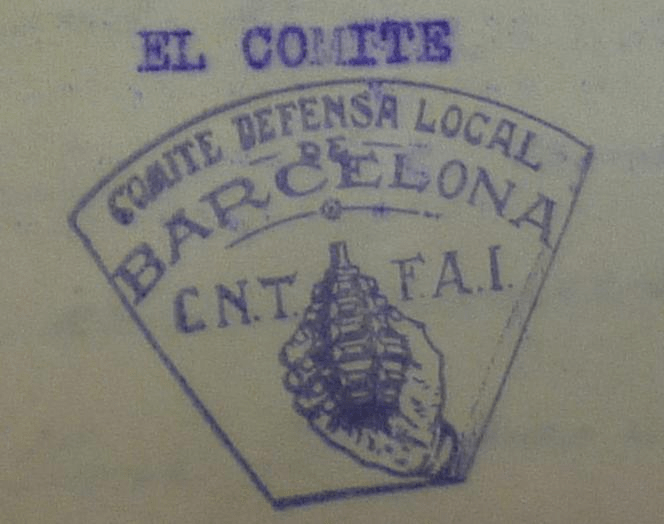 EL COMITE
COMITE DEFENSA LOCAL
— DE —
BARCELONA
C.N.T. F.A.I.